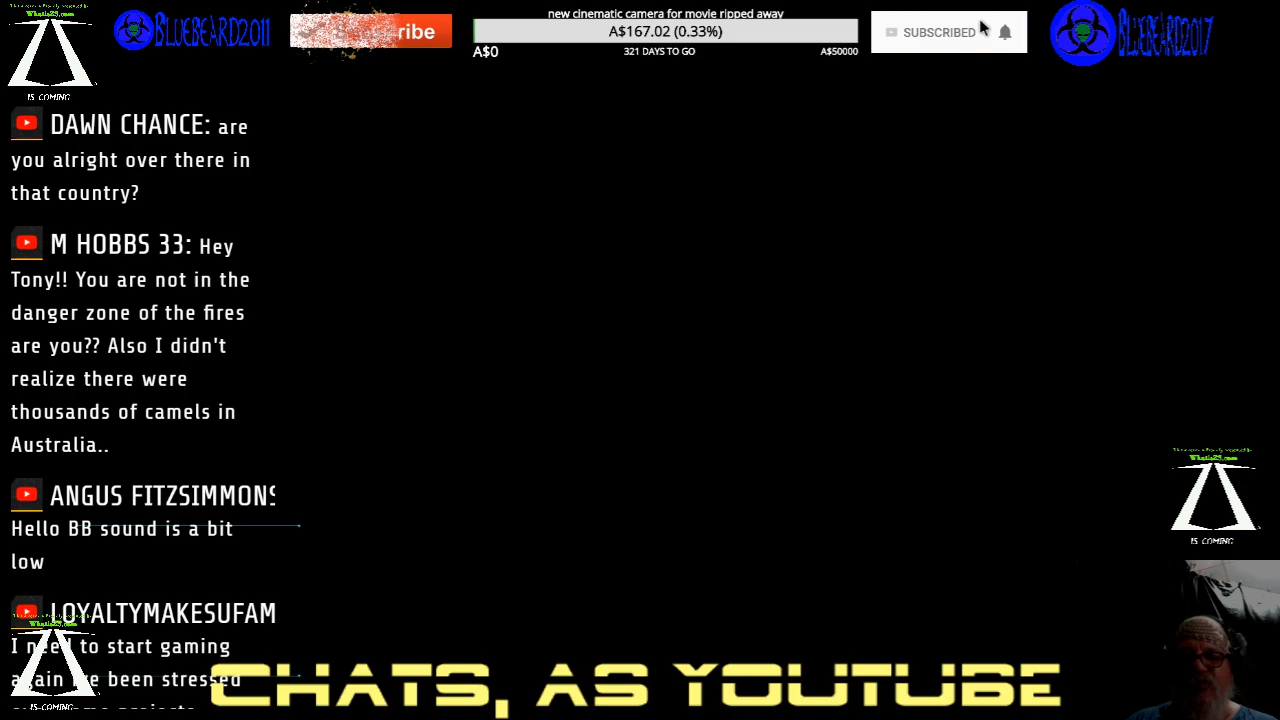 IS COMING
BLUEBEARD2011
ribe
new cinematic camera for movie ripped away
A$167.02 (0.33%)
A$0
321 DAYS TO GO
A$50000
SUBSCRIBED
BLUEBEARD2017
DAWN CHANCE: are
you alright over there in
that country?
M HOBBS 33: Hey
Tony!! You are not in the
danger zone of the fires
are you?? Also I didn't
realize there were
thousands of camels in
Australia..
ANGUS FITZSIMMONS
Hello BB sound is a bit
low
LOYALTYMAKESUFAM
I need to start gaming
again I've been stressed
IS COMING
CHATS, AS YOUTUBE
IS COMING